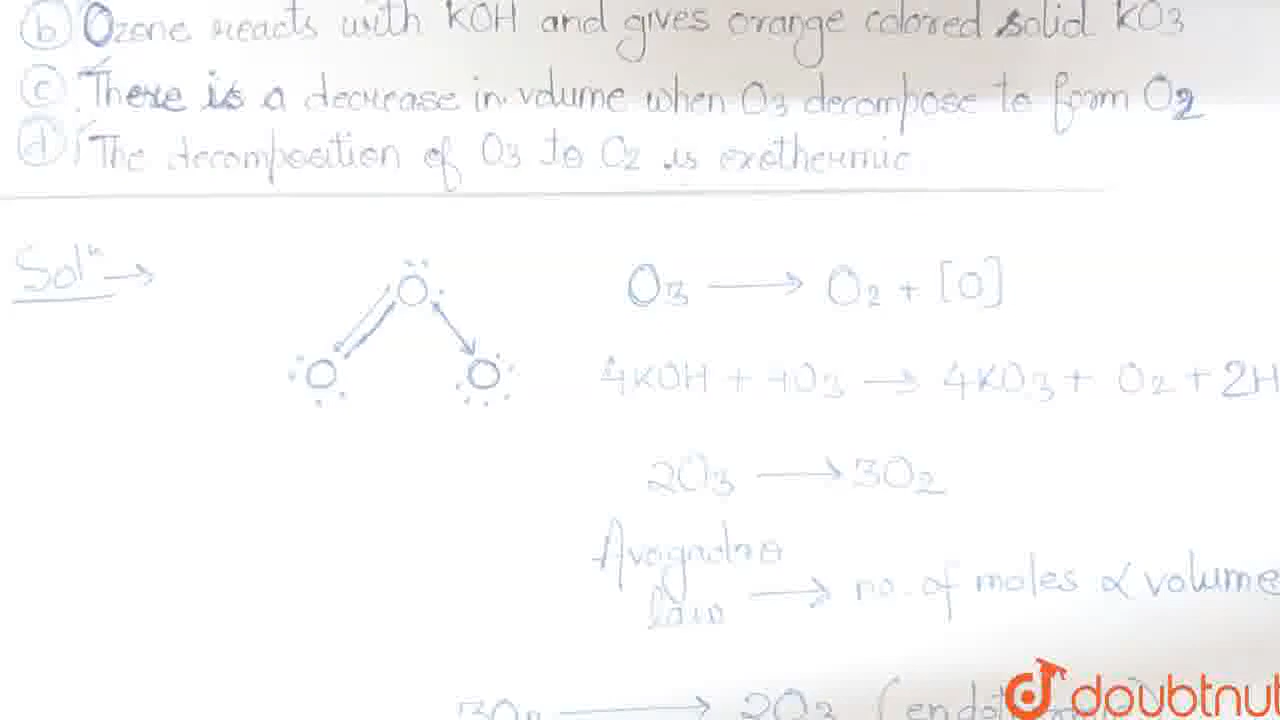 (b) Ozone reacts with KOH and gives orange colored solid KO3
(c) There is a decrease in volume when O3 decompose to form O2
(d) The decomposition of O3 to O2 is exothermic
Solⁿ →
O3 → O2 + [O]
4KOH + 4O3 → 4KO3 + O2 + 2H
2O3 → 3O2
Avogadro
law → no. of moles ∝ volume
3O2 → 2O3 (
doubtnut